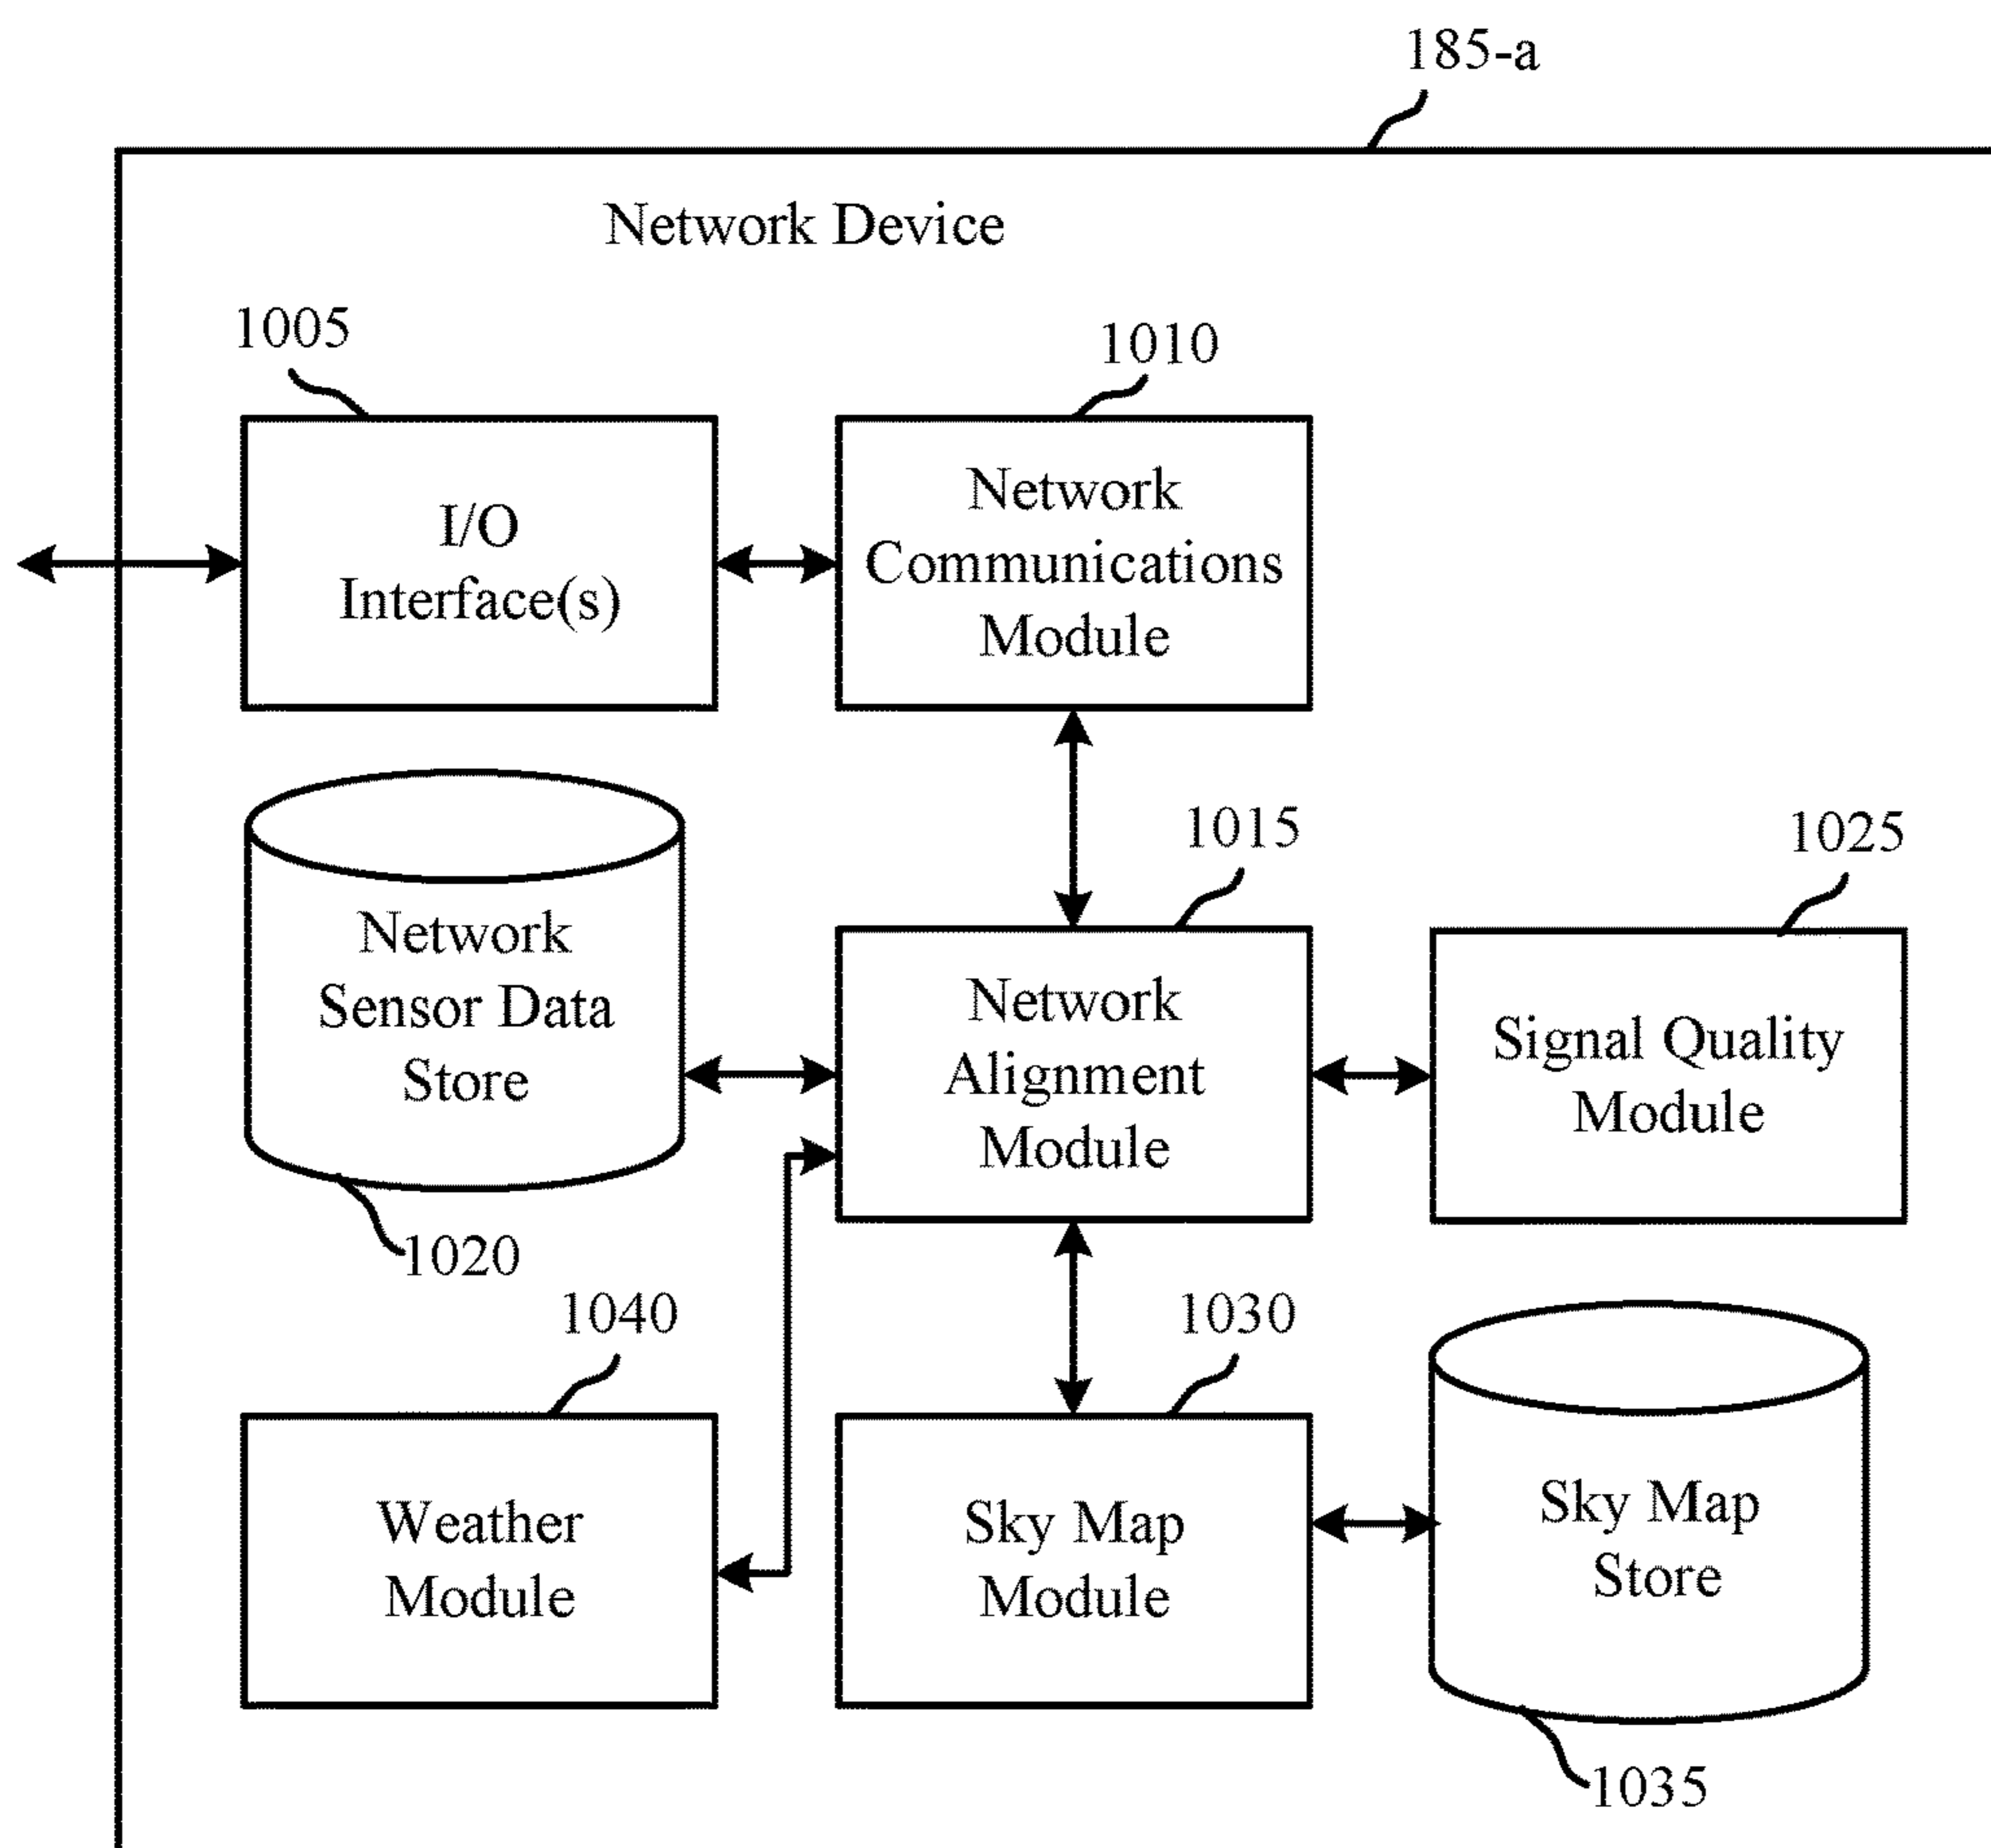 185-a
Network Device
1005
1010
I/O
Interface(s)
Network
Communications
Module
1015
1025
Network
Sensor Data
Store
Network
Alignment
Module
Signal Quality
Module
1020
1040
1030
Weather
Module
Sky Map
Module
Sky Map
Store
1035